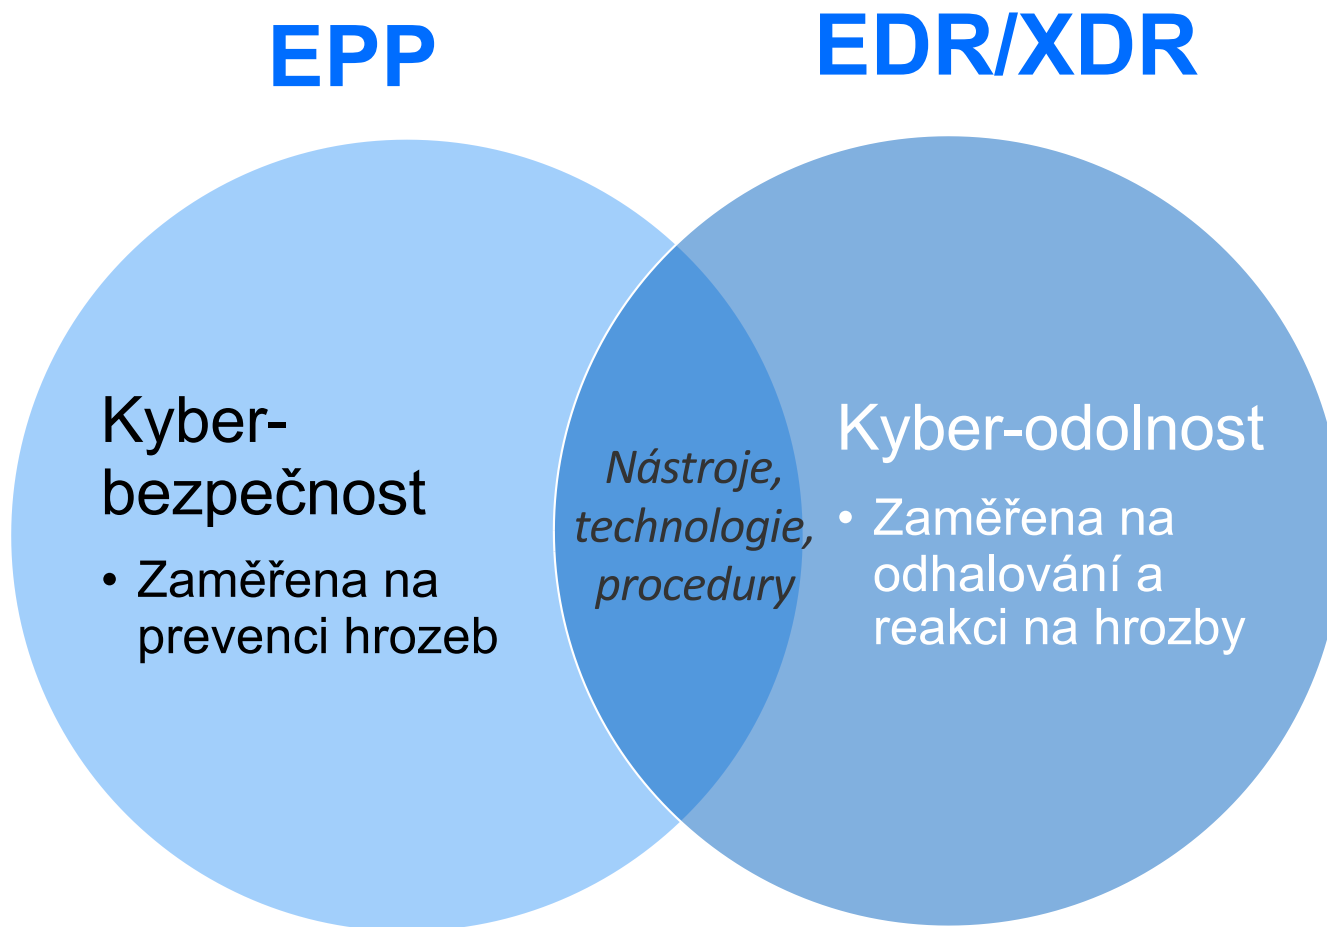 EPP
EDR/XDR
Kyber-
bezpečnost
• Zaměřena na
prevenci hrozeb
Nástroje,
technologie,
procedury
Kyber-odolnost
• Zaměřena na
odhalování a
reakci na hrozby